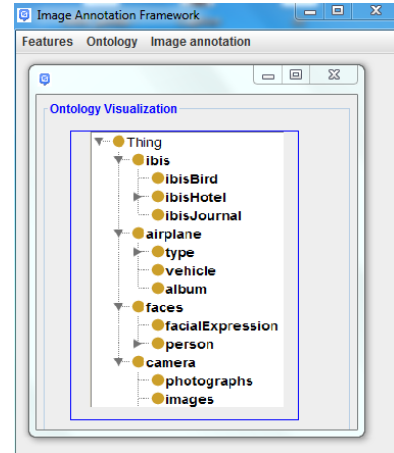 Image Annotation Framework
Features Ontology Image annotation
Ontology Visualization
Thing
ibis
ibisBird
ibisHotel
ibisJournal
airplane
type
vehicle
album
faces
facialExpression
person
camera
photographs
images